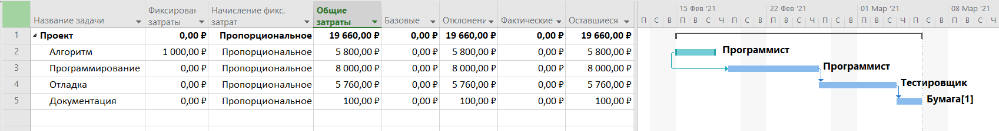 Название задачи
Фиксирован
затраты
Начисление фикс.
затрат
Общие
затраты
Базовые
Отклонени
Фактические
Оставшиеся
15 Фев '21 22 Фев '21 01 Мар '21 08 Мар '21
П С В П В С Ч П С В П В С Ч П С В П В С Ч П С В П В С Ч
1 Проект 0,00 ₽ Пропорциональное 19 660,00 ₽ 0,00 ₽ 19 660,00 ₽ 0,00 ₽ 19 660,00 ₽
2 Алгоритм 1 000,00 ₽ Пропорциональное 5 800,00 ₽ 0,00 ₽ 5 800,00 ₽ 0,00 ₽ 5 800,00 ₽ Программист
3 Программирование 0,00 ₽ Пропорциональное 8 000,00 ₽ 0,00 ₽ 8 000,00 ₽ 0,00 ₽ 8 000,00 ₽ Программист
4 Отладка 0,00 ₽ Пропорциональное 5 760,00 ₽ 0,00 ₽ 5 760,00 ₽ 0,00 ₽ 5 760,00 ₽ Тестировщик
5 Документация 0,00 ₽ Пропорциональное 100,00 ₽ 0,00 ₽ 100,00 ₽ 0,00 ₽ 100,00 ₽ Бумага[1]